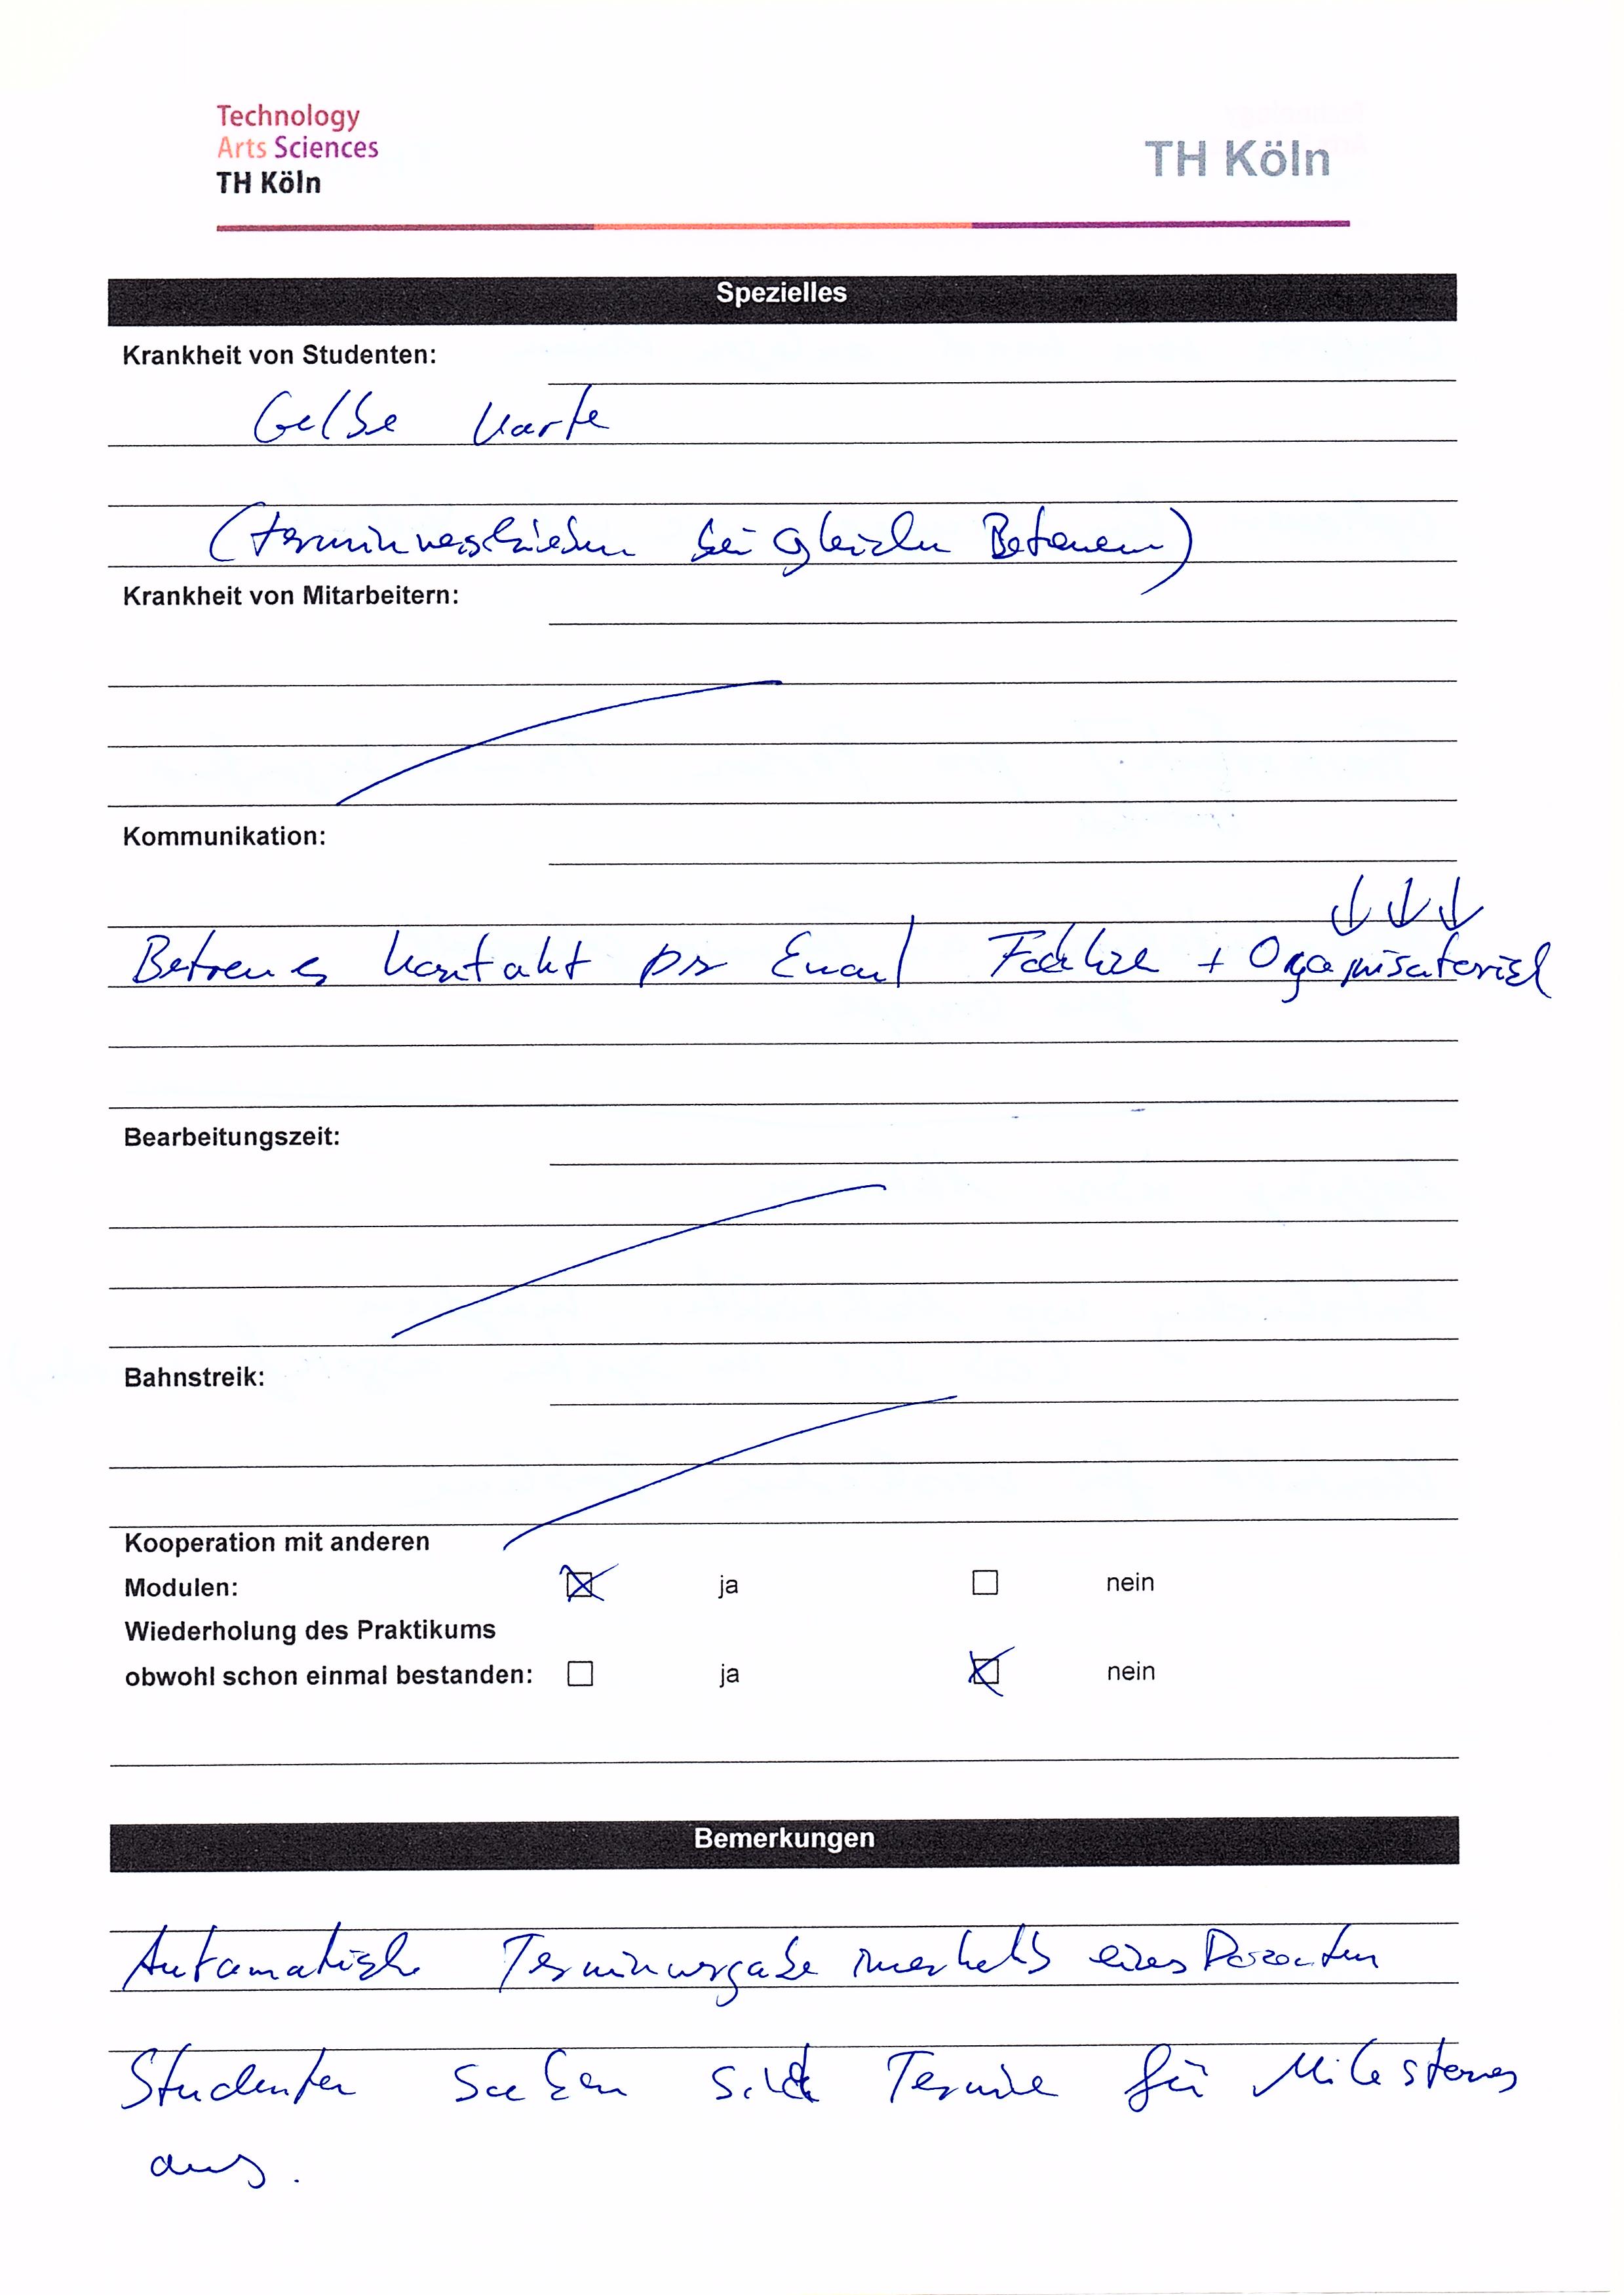 Technology
Arts Sciences
TH Köln
TH Köln
Spezielles
Krankheit von Studenten:
Gelbe Karte
(Terminverschieben bei gleichen Betreuern)
Krankheit von Mitarbeitern:
Kommunikation:
Kontakt per Email Fachlich + Organisatorisch
Bearbeitungszeit:
Bahnstreik:
Kooperation mit anderen
Modulen: ja nein
Wiederholung des Praktikums
obwohl schon einmal bestanden: ja nein
Bemerkungen
Automatische Terminvergabe innerhalb eines Dozenten
Studenten suchen sich Termine für Milestones
aus.